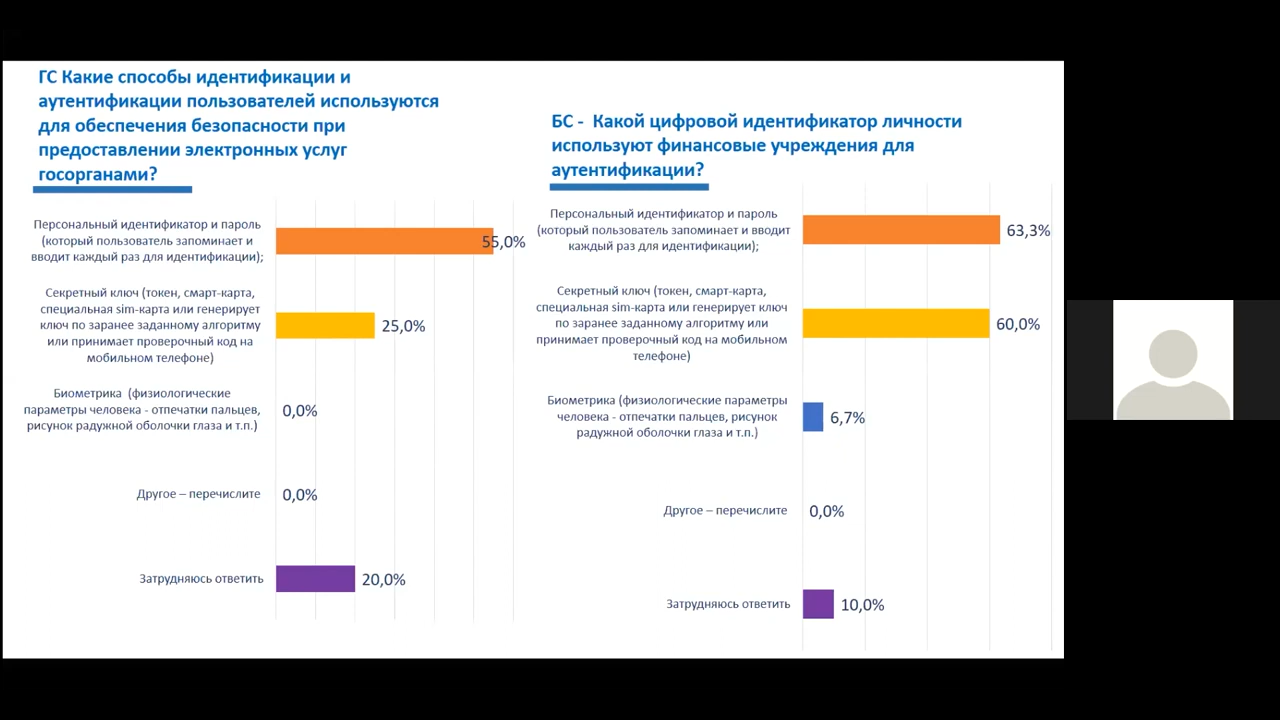 ГС Какие способы идентификации и
аутентификации пользователей используются
для обеспечения безопасности при
предоставлении электронных услуг
госорганами?
Персональный идентификатор и пароль
(который пользователь запоминает и
вводит каждый раз для идентификации);
55,0%
Секретный ключ (токен, смарт-карта,
специальная sim-карта или генерирует
ключ по заранее заданному алгоритму
или принимает проверочный код на
мобильном телефоне)
25,0%
Биометрика (физиологические
параметры человека - отпечатки пальцев,
рисунок радужной оболочки глаза и т.п.)
0,0%
Другое – перечислите
0,0%
Затрудняюсь ответить
20,0%
БС - Какой цифровой идентификатор личности
используют финансовые учреждения для
аутентификации?
Персональный идентификатор и пароль
(который пользователь запоминает и вводит
каждый раз для идентификации);
63,3%
Секретный ключ (токен, смарт-карта,
специальная sim-карта или генерирует ключ
по заранее заданному алгоритму или
принимает проверочный код на мобильном
телефоне)
60,0%
Биометрика (физиологические параметры
человека - отпечатки пальцев, рисунок
радужной оболочки глаза и т.п.)
6,7%
Другое – перечислите
0,0%
Затрудняюсь ответить
10,0%